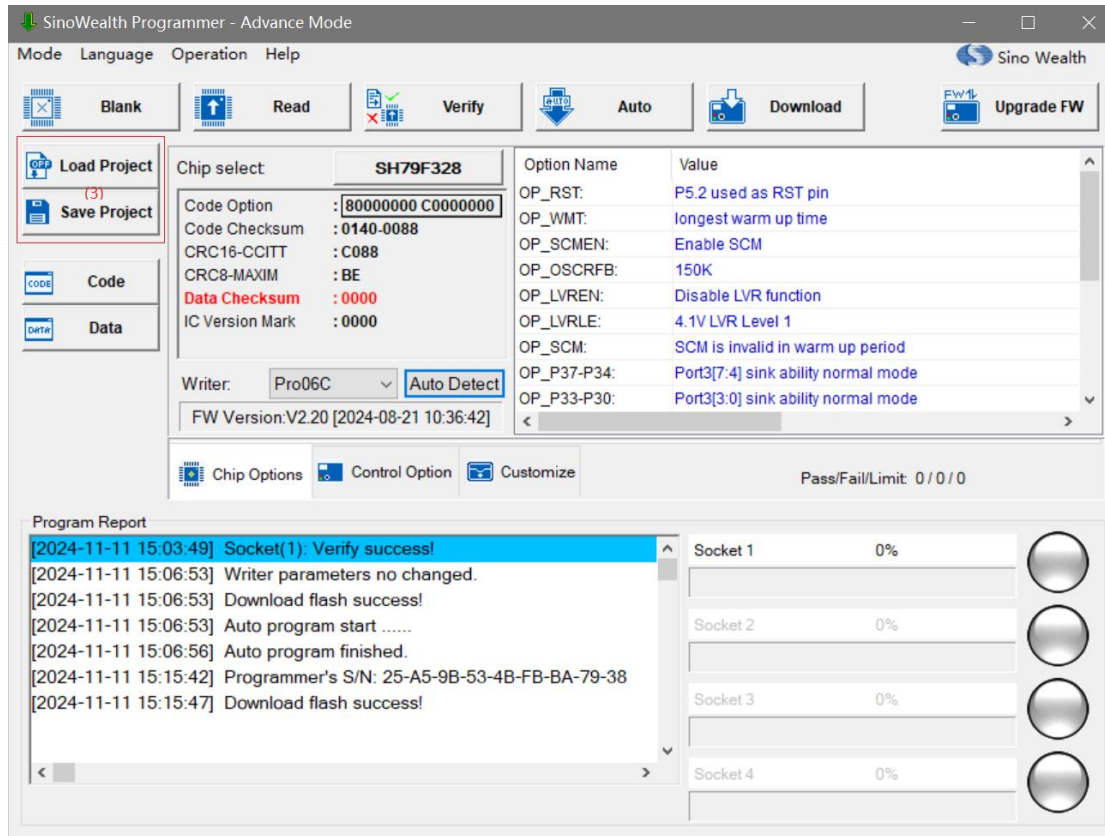 SinoWealth Programmer - Advance Mode
Mode Language Operation Help
Sino Wealth
Blank Read Verify AUTO Auto Download FW Upgrade FW
OPP Load Project
(3)
Save Project
CODE Code
DATA Data
Chip select: SH79F328
Code Option : 80000000 C0000000
Code Checksum : 0140-0088
CRC16-CCITT : C088
CRC8-MAXIM : BE
Data Checksum : 0000
IC Version Mark : 0000
Writer: Pro06C Auto Detect
FW Version:V2.20 [2024-08-21 10:36:42]
Option Name Value
OP_RST: P5.2 used as RST pin
OP_WMT: longest warm up time
OP_SCMEN: Enable SCM
OP_OSCRFB: 150K
OP_LVREN: Disable LVR function
OP_LVRLE: 4.1V LVR Level 1
OP_SCM: SCM is invalid in warm up period
OP_P37-P34: Port3[7:4] sink ability normal mode
OP_P33-P30: Port3[3:0] sink ability normal mode
Chip Options Control Option Customize
Pass/Fail/Limit: 0 / 0 / 0
Program Report
[2024-11-11 15:03:49] Socket(1): Verify success!
[2024-11-11 15:06:53] Writer parameters no changed.
[2024-11-11 15:06:53] Download flash success!
[2024-11-11 15:06:53] Auto program start ......
[2024-11-11 15:06:56] Auto program finished.
[2024-11-11 15:15:42] Programmer's S/N: 25-A5-9B-53-4B-FB-BA-79-38
[2024-11-11 15:15:47] Download flash success!
Socket 1 0%
Socket 2 0%
Socket 3 0%
Socket 4 0%